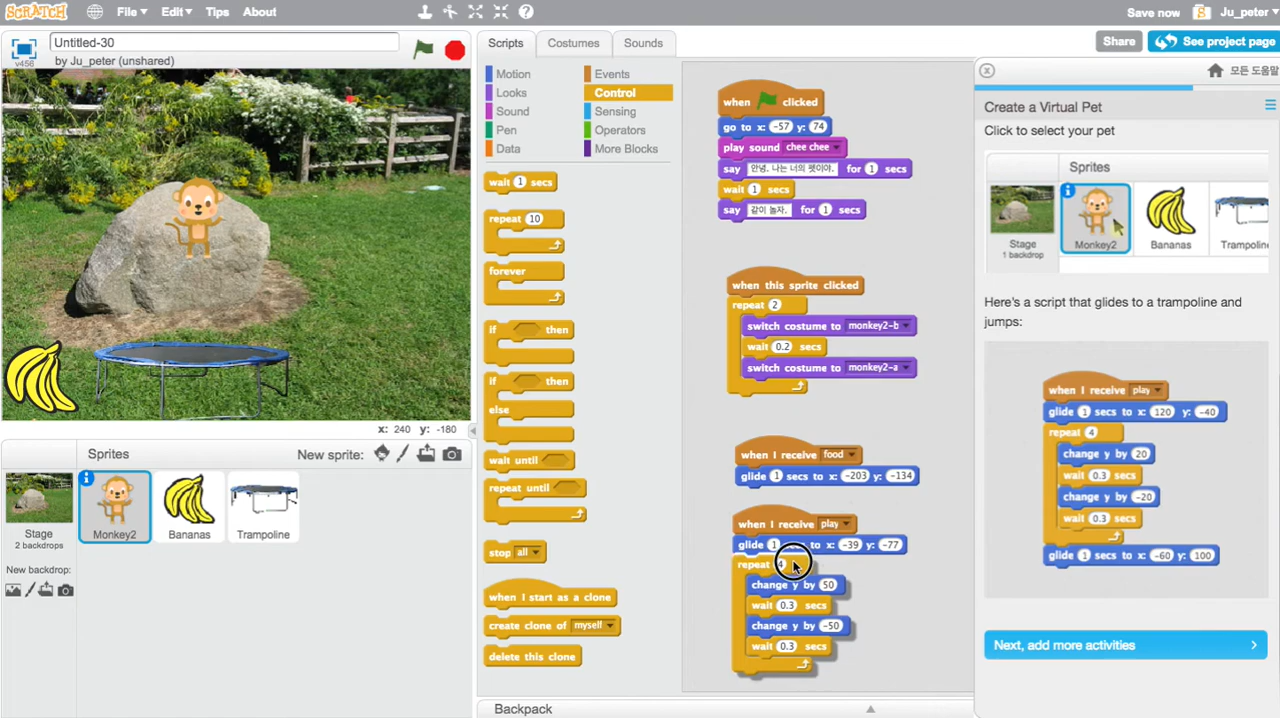 SCRATCH File Edit Tips About Save now Ju_peter
v456 Untitled-30
by Ju_peter (unshared)
Scripts Costumes Sounds
Share See project page
Motion Events
Looks Control
Sound Sensing
Pen Operators
Data More Blocks
wait 1 secs
repeat 10
forever
if then
if then
else
wait until
repeat until
stop all
when I start as a clone
create clone of myself
delete this clone
when clicked
go to x: -57 y: 74
play sound chee chee
say 안녕. 나는 너의 펫이야. for 1 secs
wait 1 secs
say 같이 놀자. for 1 secs
when this sprite clicked
repeat 2
switch costume to monkey2-b
wait 0.2 secs
switch costume to monkey2-a
when I receive food
glide 1 secs to x: -203 y: -134
when I receive play
glide 1 to x: -39 y: -77
repeat 4
change y by 50
wait 0.3 secs
change y by -50
wait 0.3 secs
x: 240 y: -180
Sprites New sprite:
Stage
2 backdrops
New backdrop:
Monkey2 Bananas Trampoline
Backpack
모든 도움말
Create a Virtual Pet
Click to select your pet
Sprites
Stage
1 backdrop
Monkey2 Bananas Trampoline
Here's a script that glides to a trampoline and
jumps:
when I receive play
glide 1 secs to x: 120 y: -40
repeat 4
change y by 20
wait 0.3 secs
change y by -20
wait 0.3 secs
glide 1 secs to x: -60 y: 100
Next, add more activities